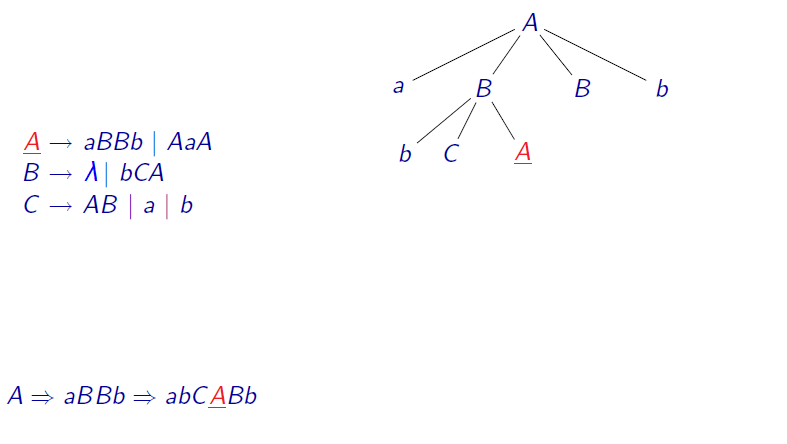 A
a B B b
b C A
A → aBBb | AaA
B → λ | bCA
C → AB | a | b
A ⇒ aBBb ⇒ abCABb